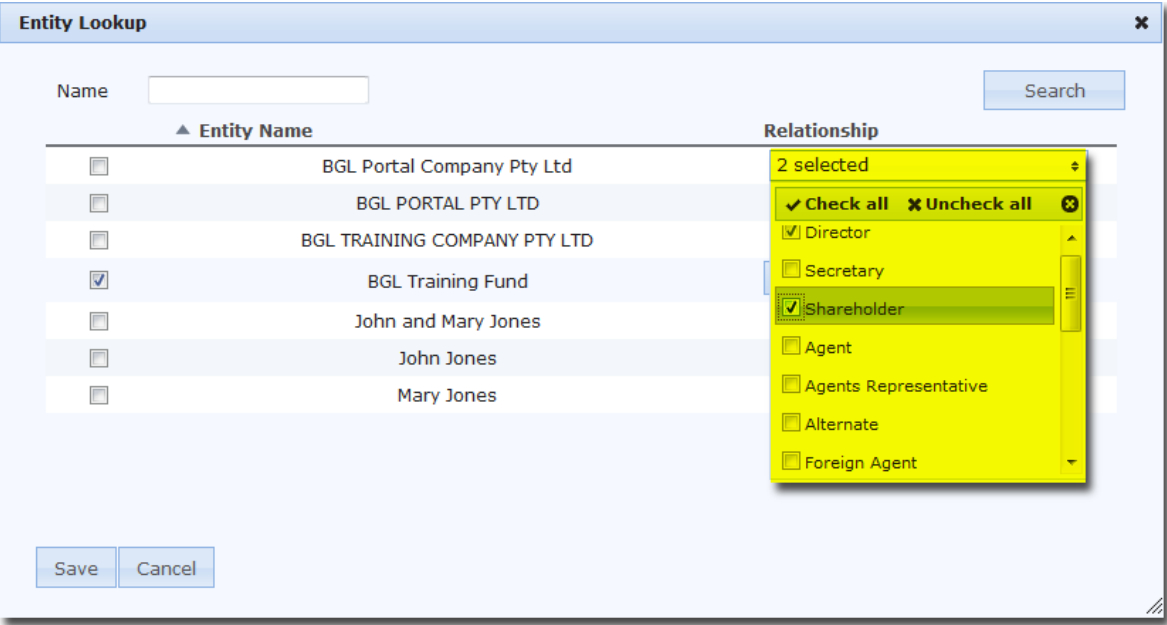 Entity Lookup
Name
Search
Entity Name Relationship
BGL Portal Company Pty Ltd 2 selected
BGL PORTAL PTY LTD Check all Uncheck all
Director
BGL TRAINING COMPANY PTY LTD
Secretary
BGL Training Fund
Shareholder
John and Mary Jones
Agent
John Jones
Agents Representative
Mary Jones
Alternate
Foreign Agent
Save Cancel